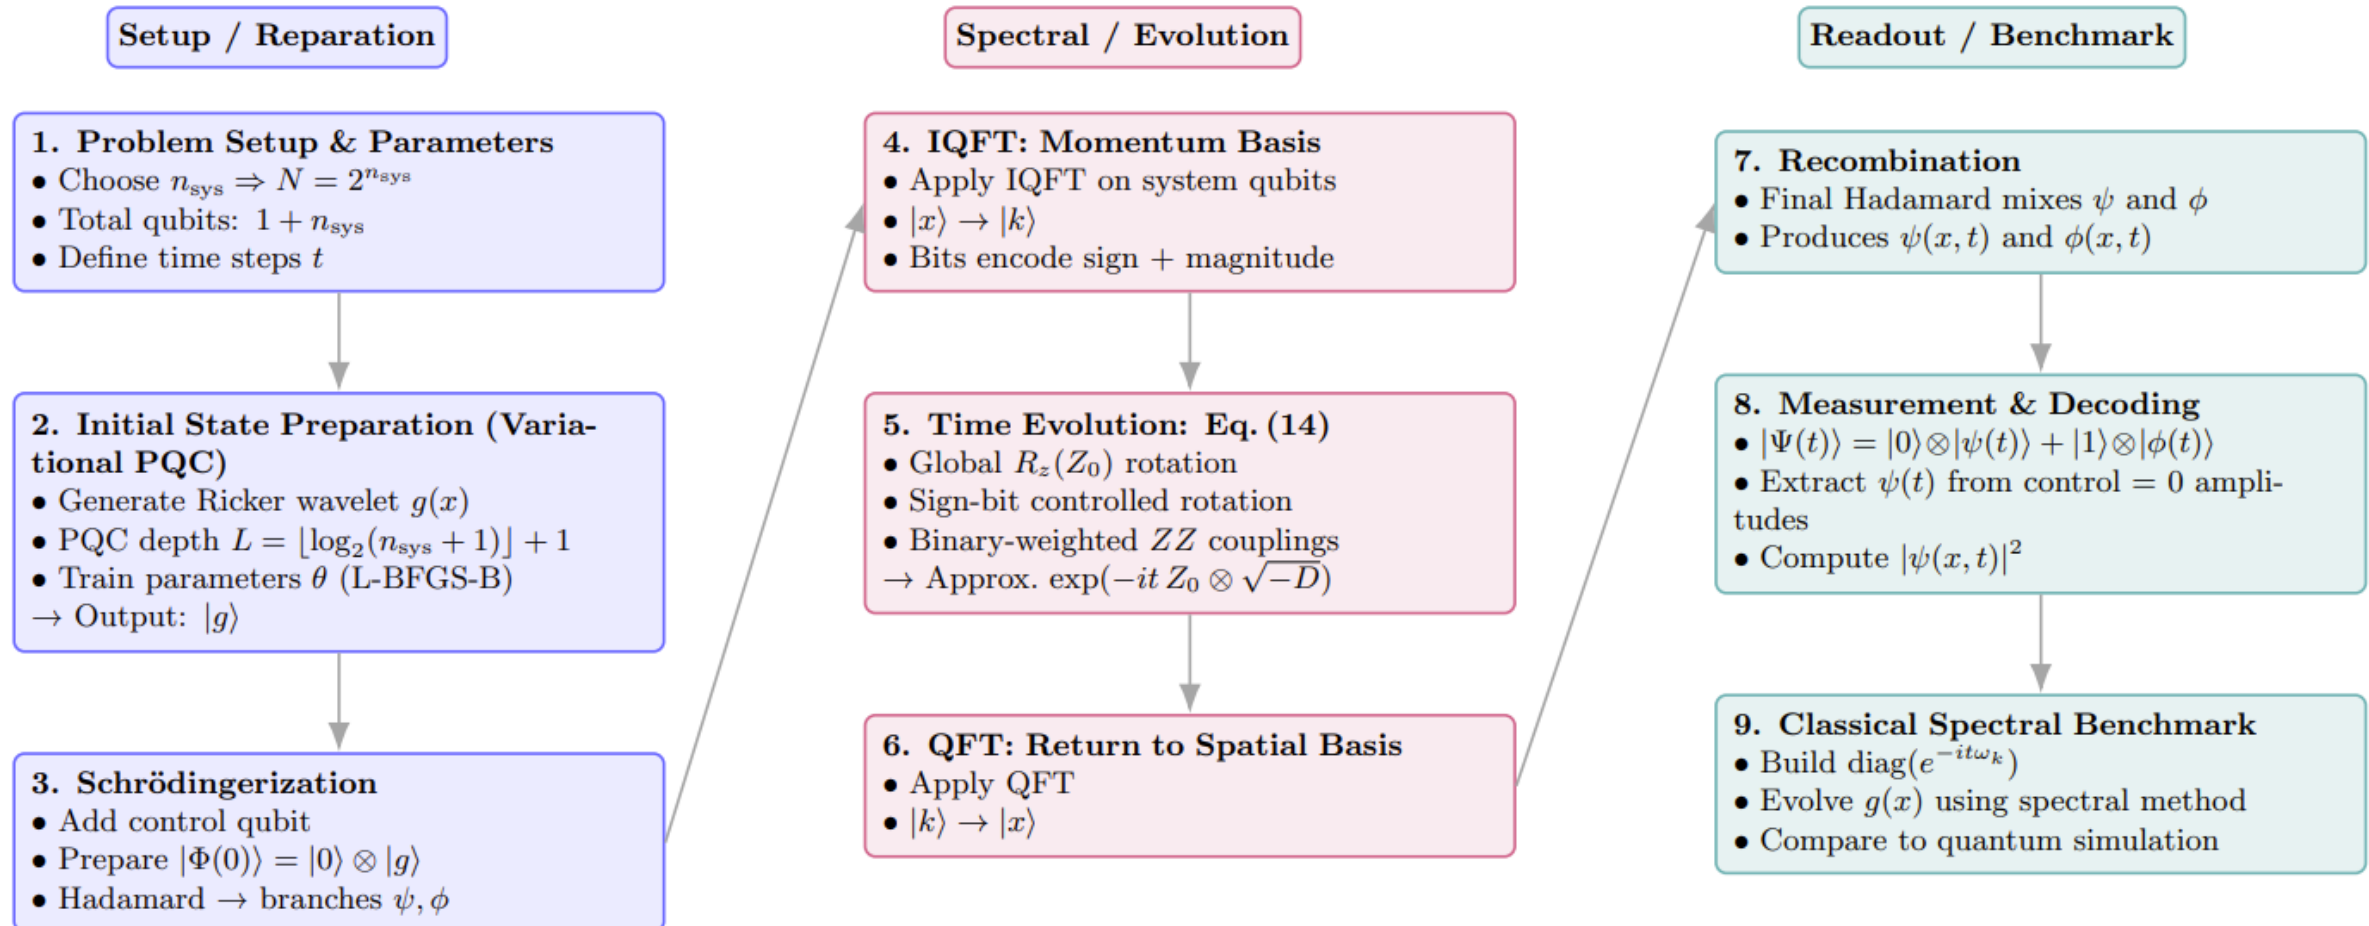 Setup / Reparation
1. Problem Setup & Parameters
• Choose n_sys ⇒ N = 2^{n_sys}
• Total qubits: 1 + n_sys
• Define time steps t
2. Initial State Preparation (Varia-
tional PQC)
• Generate Ricker wavelet g(x)
• PQC depth L = ⌊log₂(n_sys + 1)⌋ + 1
• Train parameters θ (L-BFGS-B)
→ Output: |g⟩
3. Schrödingerization
• Add control qubit
• Prepare |Φ(0)⟩ = |0⟩ ⊗ |g⟩
• Hadamard → branches ψ, ϕ
Spectral / Evolution
4. IQFT: Momentum Basis
• Apply IQFT on system qubits
• |x⟩ → |k⟩
• Bits encode sign + magnitude
5. Time Evolution: Eq. (14)
• Global R_z(Z₀) rotation
• Sign-bit controlled rotation
• Binary-weighted ZZ couplings
→ Approx. exp(−it Z₀ ⊗ √−D)
6. QFT: Return to Spatial Basis
• Apply QFT
• |k⟩ → |x⟩
Readout / Benchmark
7. Recombination
• Final Hadamard mixes ψ and ϕ
• Produces ψ(x, t) and ϕ(x, t)
8. Measurement & Decoding
• |Ψ(t)⟩ = |0⟩⊗|ψ(t)⟩ + |1⟩⊗|ϕ(t)⟩
• Extract ψ(t) from control = 0 ampli-
tudes
• Compute |ψ(x, t)|²
9. Classical Spectral Benchmark
• Build diag(e^{−itω_k})
• Evolve g(x) using spectral method
• Compare to quantum simulation